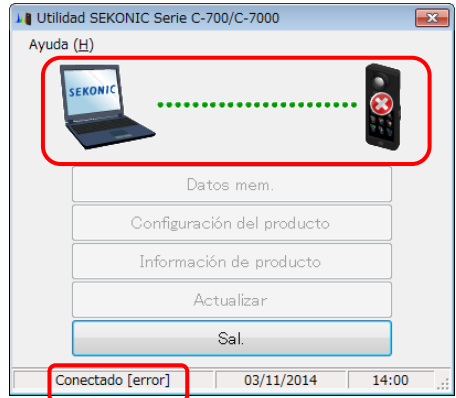 Utilidad SEKONIC Serie C-700/C-7000
Ayuda (H)
SEKONIC
Datos mem.
Configuración del producto
Información de producto
Actualizar
Sal.
Conectado [error] 03/11/2014 14:00